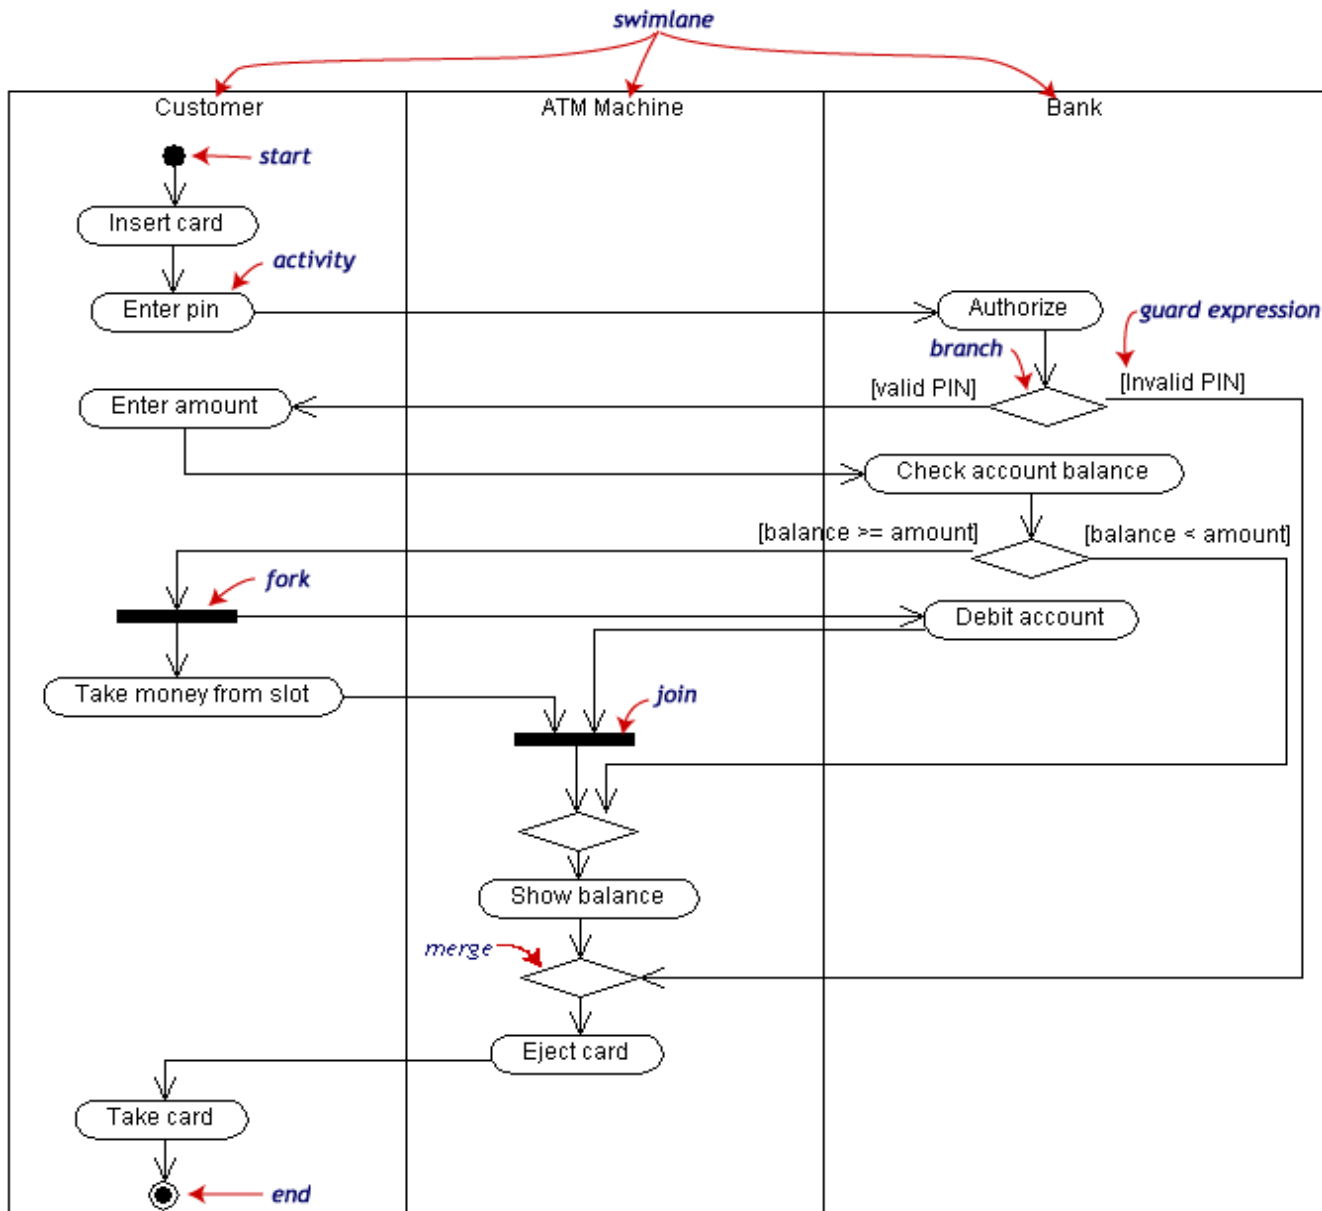 swimlane
Customer
ATM Machine
Bank
start
Insert card
activity
Enter pin
Authorize
guard expression
branch
[valid PIN]
[Invalid PIN]
Enter amount
Check account balance
[balance >= amount]
[balance < amount]
fork
Debit account
Take money from slot
join
Show balance
merge
Eject card
Take card
end